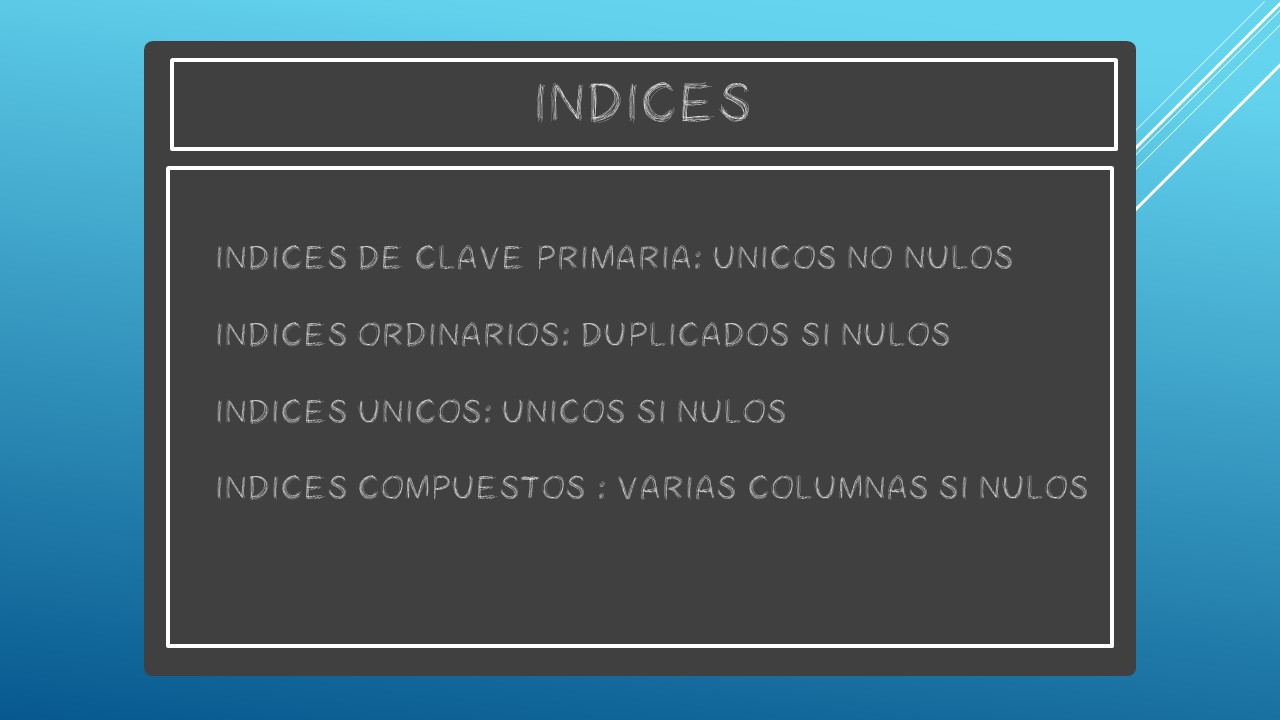 INDICES
INDICES DE CLAVE PRIMARIA: UNICOS NO NULOS
INDICES ORDINARIOS: DUPLICADOS SI NULOS
INDICES UNICOS: UNICOS SI NULOS
INDICES COMPUESTOS : VARIAS COLUMNAS SI NULOS